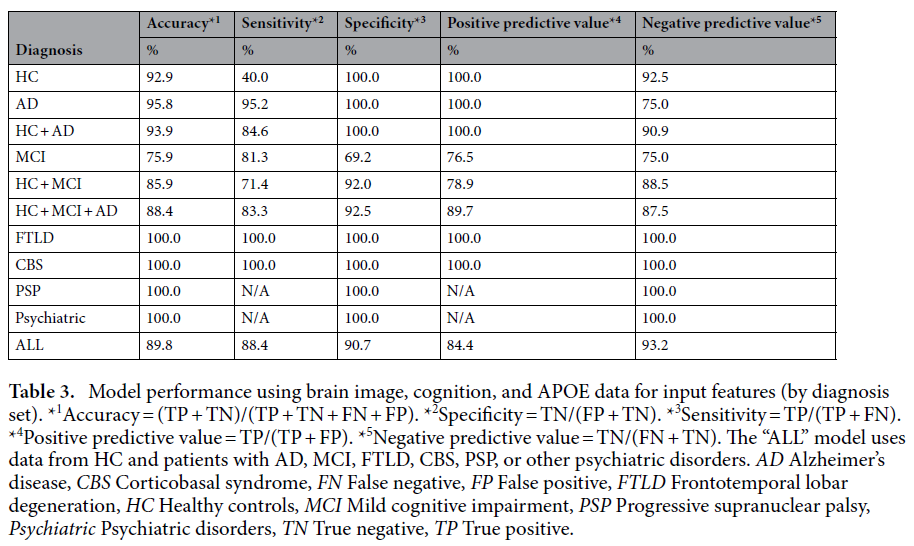 Accuracy*1 Sensitivity*2 Specificity*3 Positive predictive value*4 Negative predictive value*5
Diagnosis % % % % %
HC 92.9 40.0 100.0 100.0 92.5
AD 95.8 95.2 100.0 100.0 75.0
HC + AD 93.9 84.6 100.0 100.0 90.9
MCI 75.9 81.3 69.2 76.5 75.0
HC + MCI 85.9 71.4 92.0 78.9 88.5
HC + MCI + AD 88.4 83.3 92.5 89.7 87.5
FTLD 100.0 100.0 100.0 100.0 100.0
CBS 100.0 100.0 100.0 100.0 100.0
PSP 100.0 N/A 100.0 N/A 100.0
Psychiatric 100.0 N/A 100.0 N/A 100.0
ALL 89.8 88.4 90.7 84.4 93.2
Table 3. Model performance using brain image, cognition, and APOE data for input features (by diagnosis
set). *1Accuracy = (TP + TN)/(TP + TN + FN + FP). *2Specificity = TN/(FP + TN). *3Sensitivity = TP/(TP + FN).
*4Positive predictive value = TP/(TP + FP). *5Negative predictive value = TN/(FN + TN). The “ALL” model uses
data from HC and patients with AD, MCI, FTLD, CBS, PSP, or other psychiatric disorders. AD Alzheimer’s
disease, CBS Corticobasal syndrome, FN False negative, FP False positive, FTLD Frontotemporal lobar
degeneration, HC Healthy controls, MCI Mild cognitive impairment, PSP Progressive supranuclear palsy,
Psychiatric Psychiatric disorders, TN True negative, TP True positive.